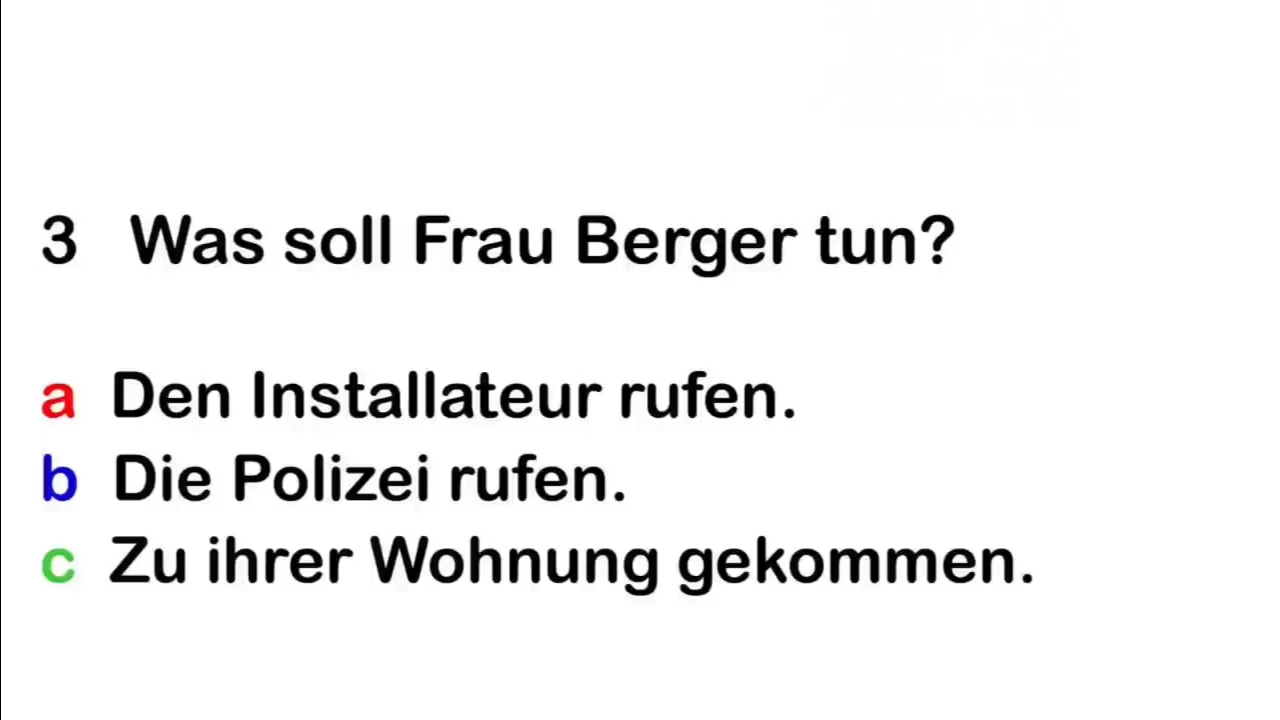 3 Was soll Frau Berger tun?
a Den Installateur rufen.
b Die Polizei rufen.
c Zu ihrer Wohnung gekommen.